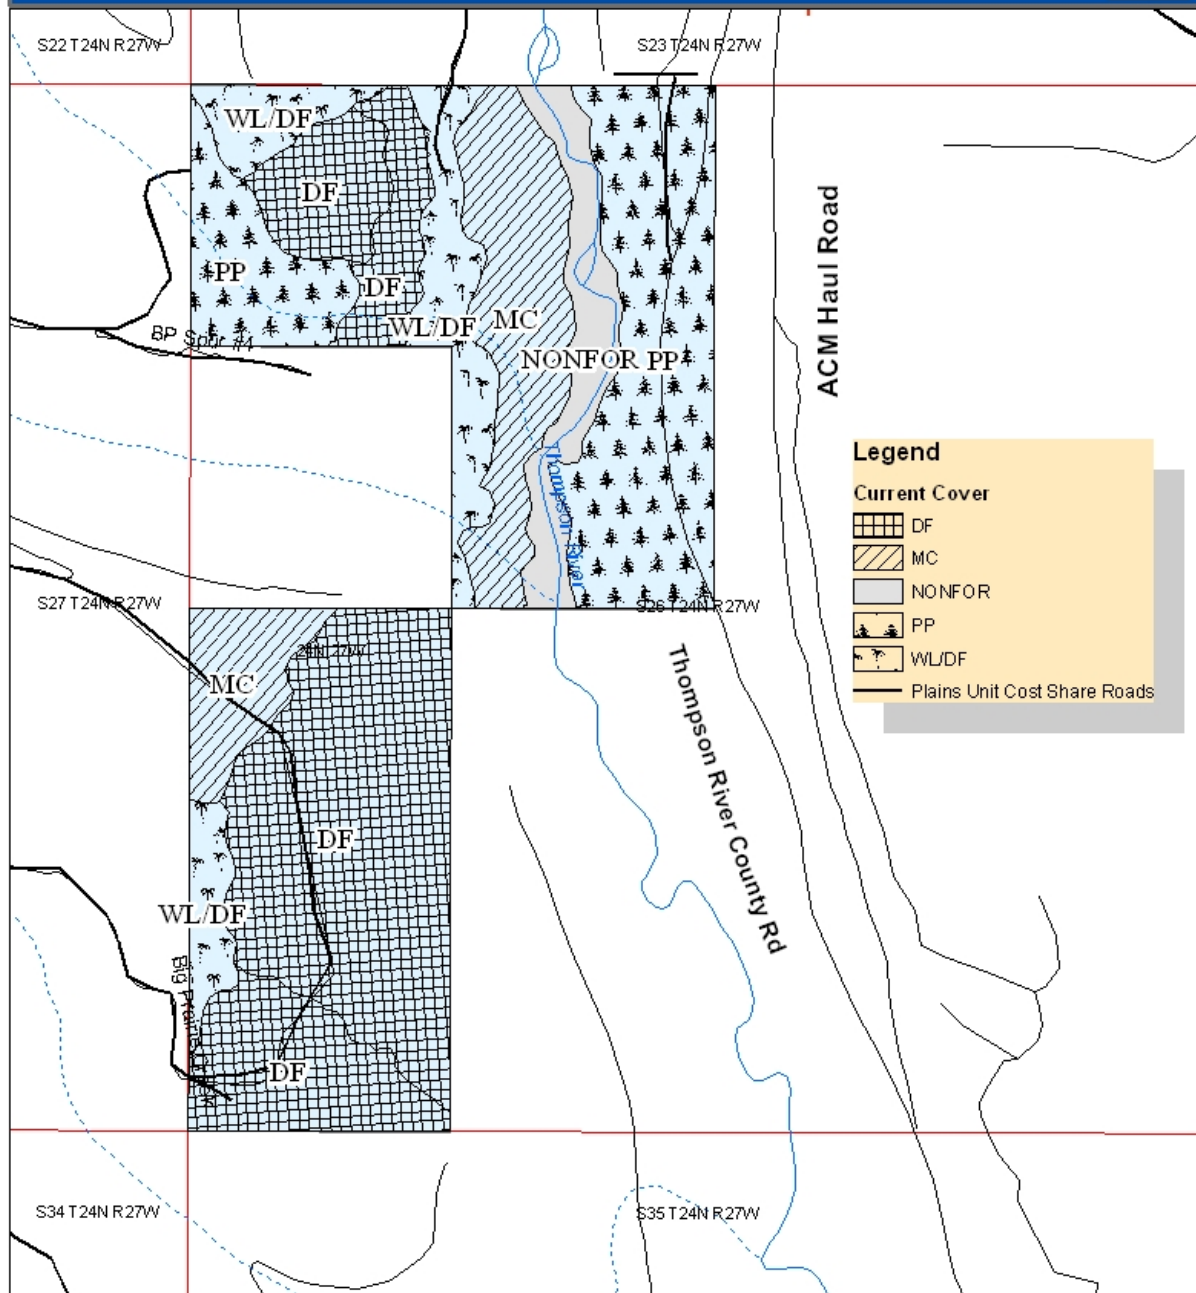 S22 T24N R27W
S23 T24N R27W
WL/DF
DF
PP
DF
WL/DF
MC
NONFOR
PP
BP Spur #4
ACM Haul Road
Thompson River
Legend
Current Cover
DF
MC
NONFOR
PP
WL/DF
Plains Unit Cost Share Roads
S27 T24N R27W
S26 T24N R27W
MC
Thompson River County Rd
DF
WL/DF
DF
S34 T24N R27W
S35 T24N R27W